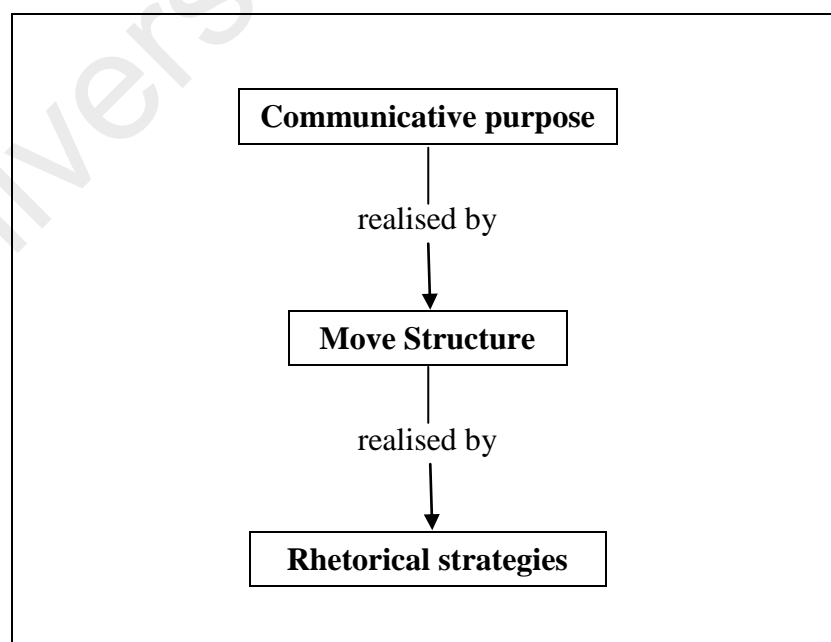 Communicative purpose
realised by
Move Structure
realised by
Rhetorical strategies